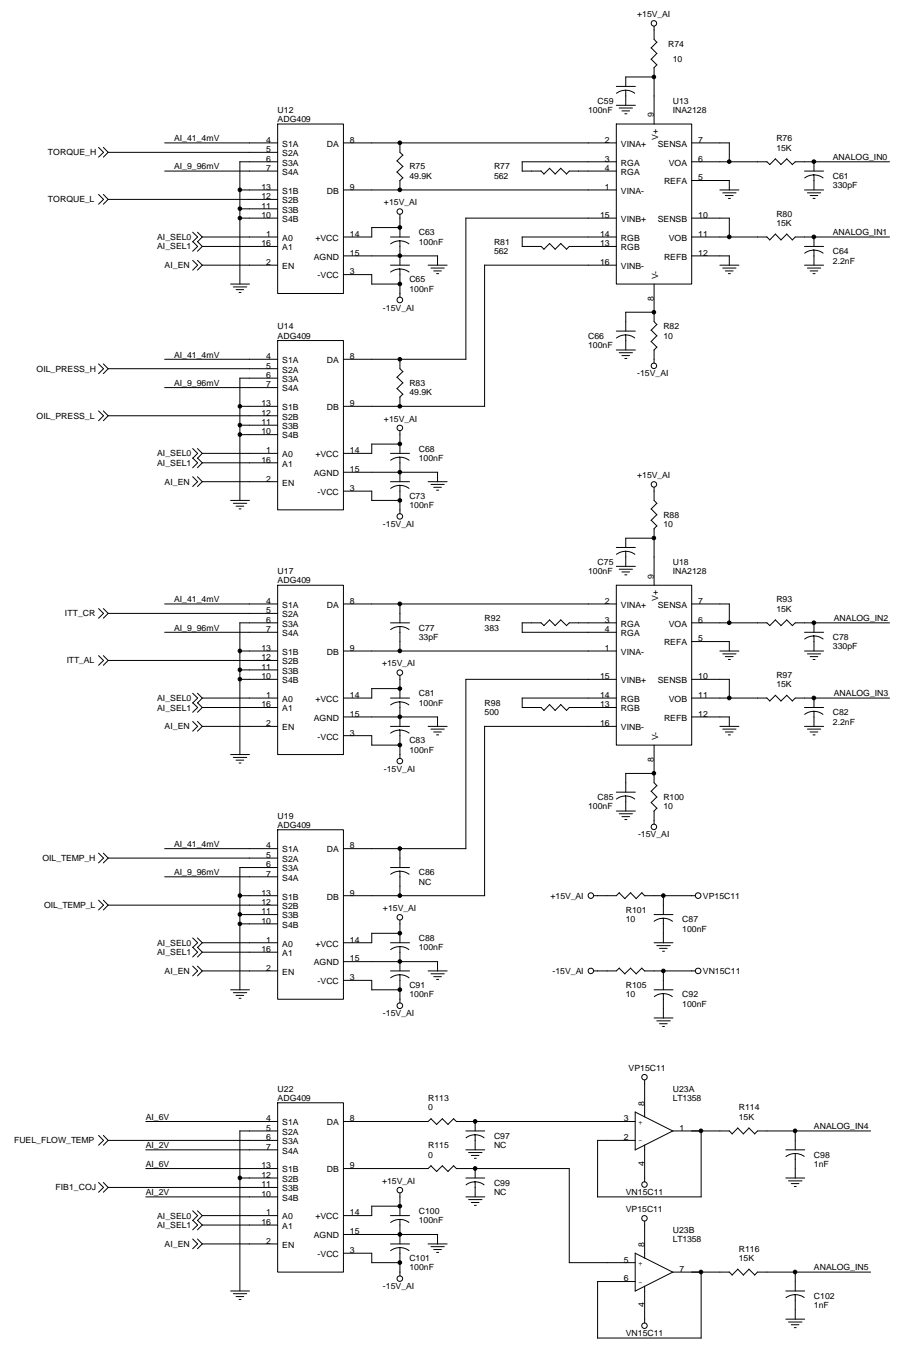 +15V_AI
R74
10
C59
100nF
U12
ADG409
U13
INA2128
AI_41_4mV
TORQUE_H
AI_9_96mV
TORQUE_L
AI_SEL0
AI_SEL1
AI_EN
4 S1A DA 8
5 S2A
6 S3A
7 S4A
13 S1B DB 9
12 S2B
11 S3B
10 S4B
1 A0 +VCC 14
16 A1
AGND 15
2 EN
-VCC 3
R75
49.9K
+15V_AI
C63
100nF
C65
100nF
-15V_AI
R77
562
R81
562
9 V+
2 VINA+ SENSA 7
3 RGA VOA 6
4 RGA
REFA 5
1 VINA-
15 VINB+ SENSB 10
14 RGB VOB 11
13 RGB
REFB 12
16 VINB-
V- 8
R76
15K
ANALOG_IN0
C61
330pF
R80
15K
ANALOG_IN1
C64
2.2nF
C66
100nF
R82
10
-15V_AI
U14
ADG409
AI_41_4mV
OIL_PRESS_H
AI_9_96mV
OIL_PRESS_L
AI_SEL0
AI_SEL1
AI_EN
4 S1A DA 8
5 S2A
6 S3A
7 S4A
13 S1B DB 9
12 S2B
11 S3B
10 S4B
1 A0 +VCC 14
16 A1
AGND 15
2 EN
-VCC 3
R83
49.9K
+15V_AI
C68
100nF
C73
100nF
-15V_AI
+15V_AI
R88
10
C75
100nF
U17
ADG409
U18
INA2128
AI_41_4mV
ITT_CR
AI_9_96mV
ITT_AL
AI_SEL0
AI_SEL1
AI_EN
4 S1A DA 8
5 S2A
6 S3A
7 S4A
13 S1B DB 9
12 S2B
11 S3B
10 S4B
1 A0 +VCC 14
16 A1
AGND 15
2 EN
-VCC 3
C77
33pF
+15V_AI
C81
100nF
C83
100nF
-15V_AI
R92
383
R98
500
9 V+
2 VINA+ SENSA 7
3 RGA VOA 6
4 RGA
REFA 5
1 VINA-
15 VINB+ SENSB 10
14 RGB VOB 11
13 RGB
REFB 12
16 VINB-
V- 8
R93
15K
ANALOG_IN2
C78
330pF
R97
15K
ANALOG_IN3
C82
2.2nF
C85
100nF
R100
10
-15V_AI
U19
ADG409
AI_41_4mV
OIL_TEMP_H
AI_9_96mV
OIL_TEMP_L
AI_SEL0
AI_SEL1
AI_EN
4 S1A DA 8
5 S2A
6 S3A
7 S4A
13 S1B DB 9
12 S2B
11 S3B
10 S4B
1 A0 +VCC 14
16 A1
AGND 15
2 EN
-VCC 3
C86
NC
+15V_AI
C88
100nF
C91
100nF
-15V_AI
+15V_AI VP15C11
R101
10
C87
100nF
-15V_AI VN15C11
R105
10
C92
100nF
U22
ADG409
AI_6V
FUEL_FLOW_TEMP
AI_2V
AI_6V
FIB1_COJ
AI_2V
AI_SEL0
AI_SEL1
AI_EN
4 S1A DA 8
5 S2A
6 S3A
7 S4A
13 S1B DB 9
12 S2B
11 S3B
10 S4B
1 A0 +VCC 14
16 A1
AGND 15
2 EN
-VCC 3
R113
0
C97
NC
R115
0
C99
NC
+15V_AI
C100
100nF
C101
100nF
-15V_AI
VP15C11
U23A
LT1358
8
3 +
2 -
1
4
VN15C11
R114
15K
ANALOG_IN4
C98
1nF
VP15C11
U23B
LT1358
8
5 +
6 -
7
4
VN15C11
R116
15K
ANALOG_IN5
C102
1nF